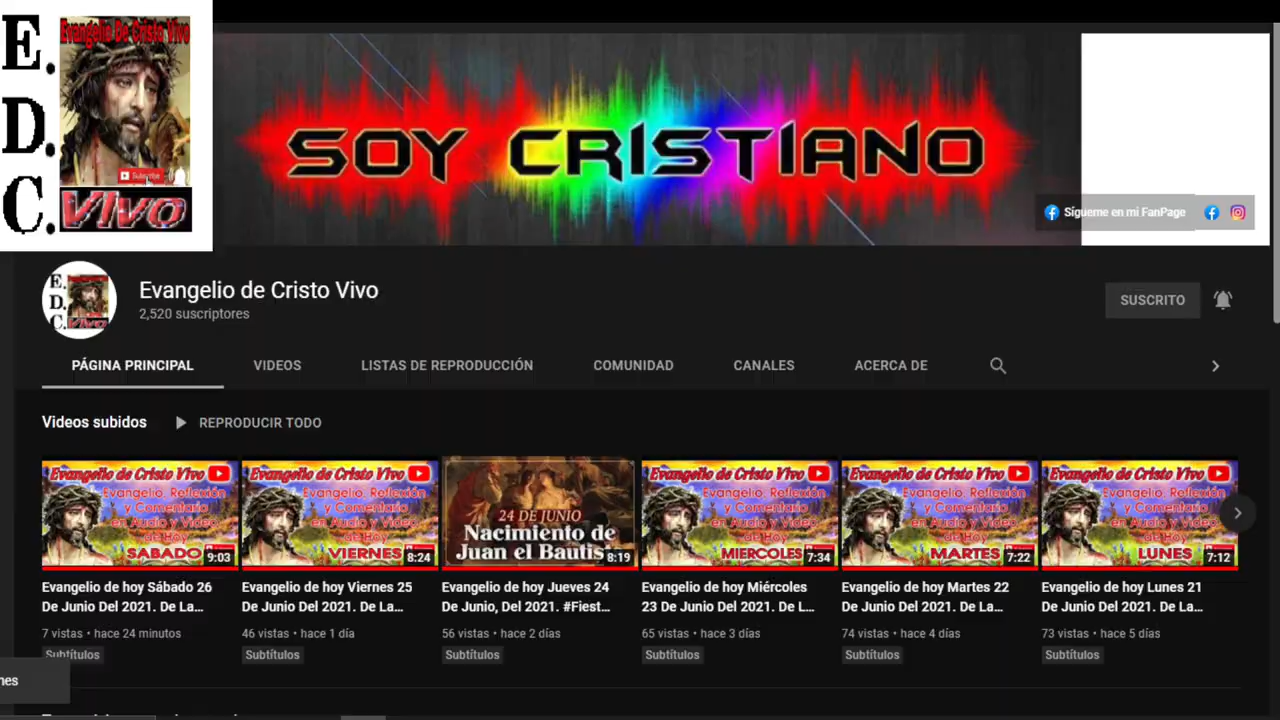 E.
D.
C.
Evangelio De Cristo Vivo
Subscribe
VIvo
SOY CRISTIANO
Sígueme en mi FanPage
E.
D.
C.
Vivo
Evangelio de Cristo Vivo
2,520 suscriptores
SUSCRITO
PÁGINA PRINCIPAL
VIDEOS
LISTAS DE REPRODUCCIÓN
COMUNIDAD
CANALES
ACERCA DE
Videos subidos
REPRODUCIR TODO
Evangelio de Cristo Vivo
Evangelio, Reflexión
y Comentario
en Audio y Video
de Hoy
SABADO
9:03
Evangelio de hoy Sábado 26
De Junio Del 2021. De La...
7 vistas • hace 24 minutos
Subtítulos
Evangelio de Cristo Vivo
Evangelio, Reflexión
y Comentario
en Audio y Video
de Hoy
VIERNES
8:24
Evangelio de hoy Viernes 25
De Junio Del 2021. De La...
46 vistas • hace 1 día
Subtítulos
24 DE JUNIO
Nacimiento de
Juan el Bautis
8:19
Evangelio de hoy Jueves 24
De Junio, Del 2021. #Fiest...
56 vistas • hace 2 días
Subtítulos
Evangelio de Cristo Vivo
Evangelio, Reflexión
y Comentario
en Audio y Video
de Hoy
MIERCOLES
7:34
Evangelio de hoy Miércoles
23 De Junio Del 2021. De L...
65 vistas • hace 3 días
Subtítulos
Evangelio de Cristo Vivo
Evangelio, Reflexión
y Comentario
en Audio y Video
de Hoy
MARTES
7:22
Evangelio de hoy Martes 22
De Junio Del 2021. De La...
74 vistas • hace 4 días
Subtítulos
Evangelio de Cristo Vivo
Evangelio, Reflexión
y Comentario
en Audio y Video
de Hoy
LUNES
7:12
Evangelio de hoy Lunes 21
De Junio Del 2021. De La...
73 vistas • hace 5 días
Subtítulos
nes